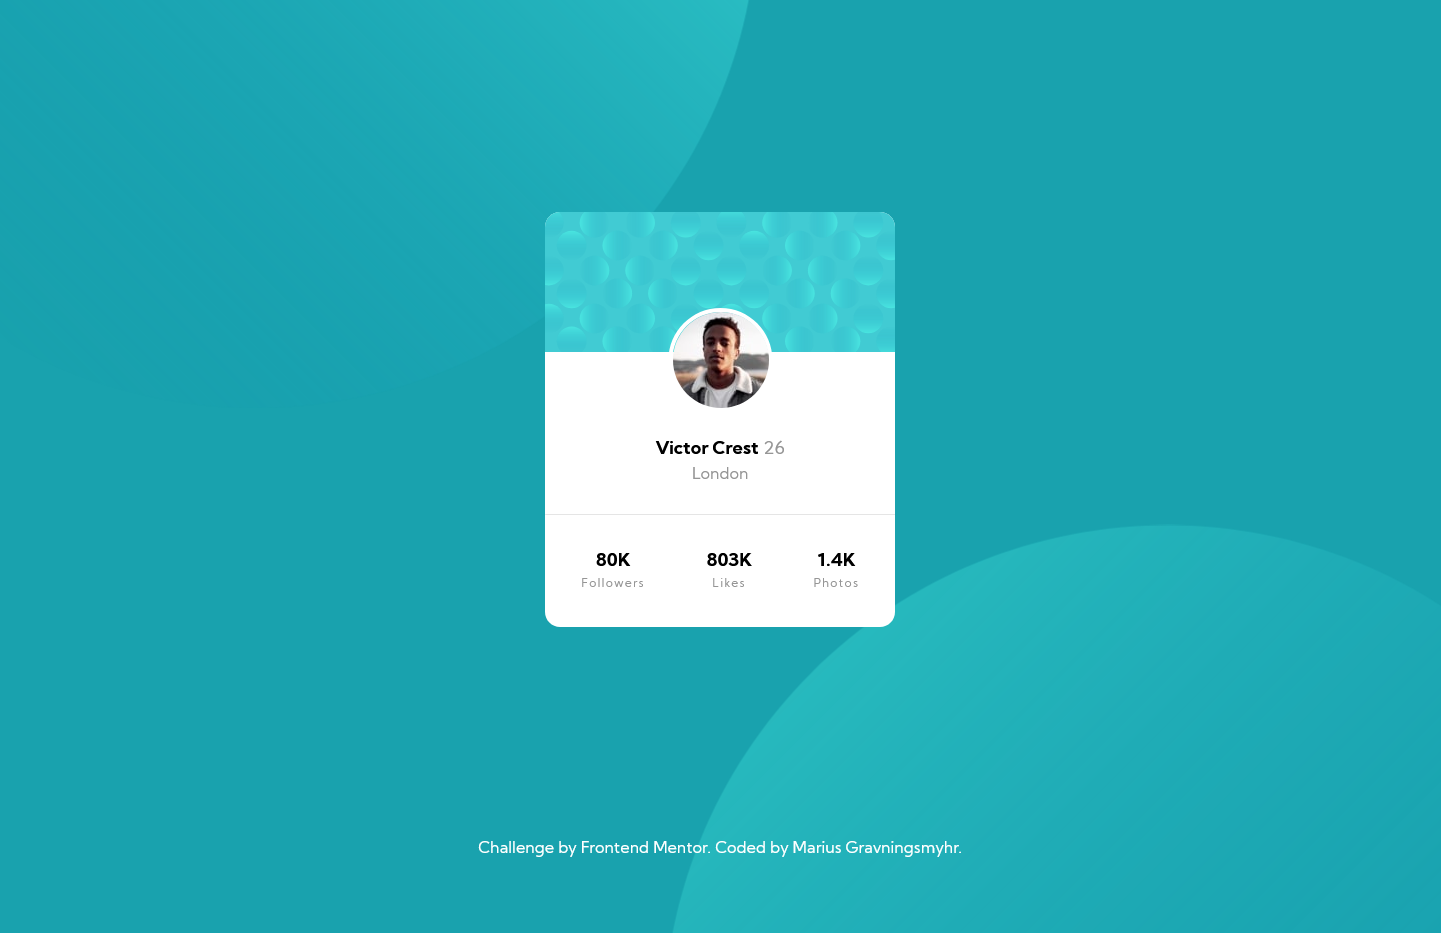 Victor Crest 26
London
80K 803K 1.4K
Followers Likes Photos
Challenge by Frontend Mentor. Coded by Marius Gravningsmyhr.